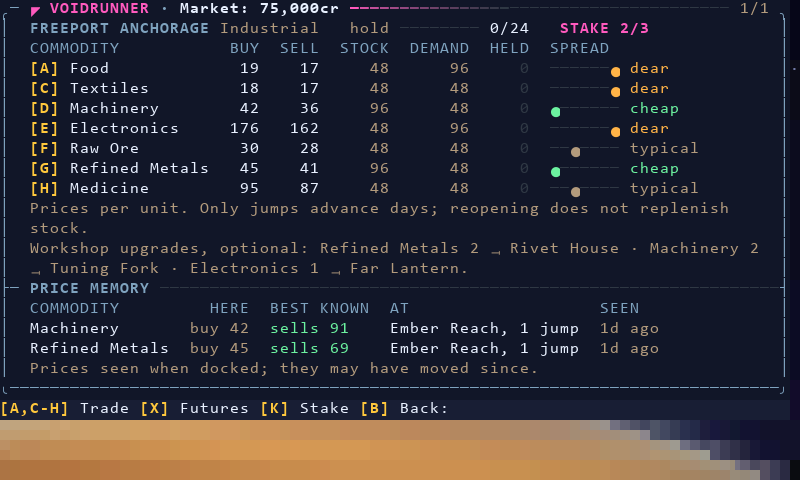 VOIDRUNNER · Market: 75,000cr 1/1
FREEPORT ANCHORAGE Industrial hold 0/24 STAKE 2/3
COMMODITY BUY SELL STOCK DEMAND HELD SPREAD
[A] Food 19 17 48 96 0 dear
[C] Textiles 18 17 48 48 0 dear
[D] Machinery 42 36 96 48 0 cheap
[E] Electronics 176 162 48 96 0 dear
[F] Raw Ore 30 28 48 48 0 typical
[G] Refined Metals 45 41 96 48 0 cheap
[H] Medicine 95 87 48 48 0 typical
Prices per unit. Only jumps advance days; reopening does not replenish
stock.
Workshop upgrades, optional: Refined Metals 2 → Rivet House · Machinery 2
→ Tuning Fork · Electronics 1 → Far Lantern.
PRICE MEMORY
COMMODITY HERE BEST KNOWN AT SEEN
Machinery buy 42 sells 91 Ember Reach, 1 jump 1d ago
Refined Metals buy 45 sells 69 Ember Reach, 1 jump 1d ago
Prices seen when docked; they may have moved since.
[A,C-H] Trade [X] Futures [K] Stake [B] Back: